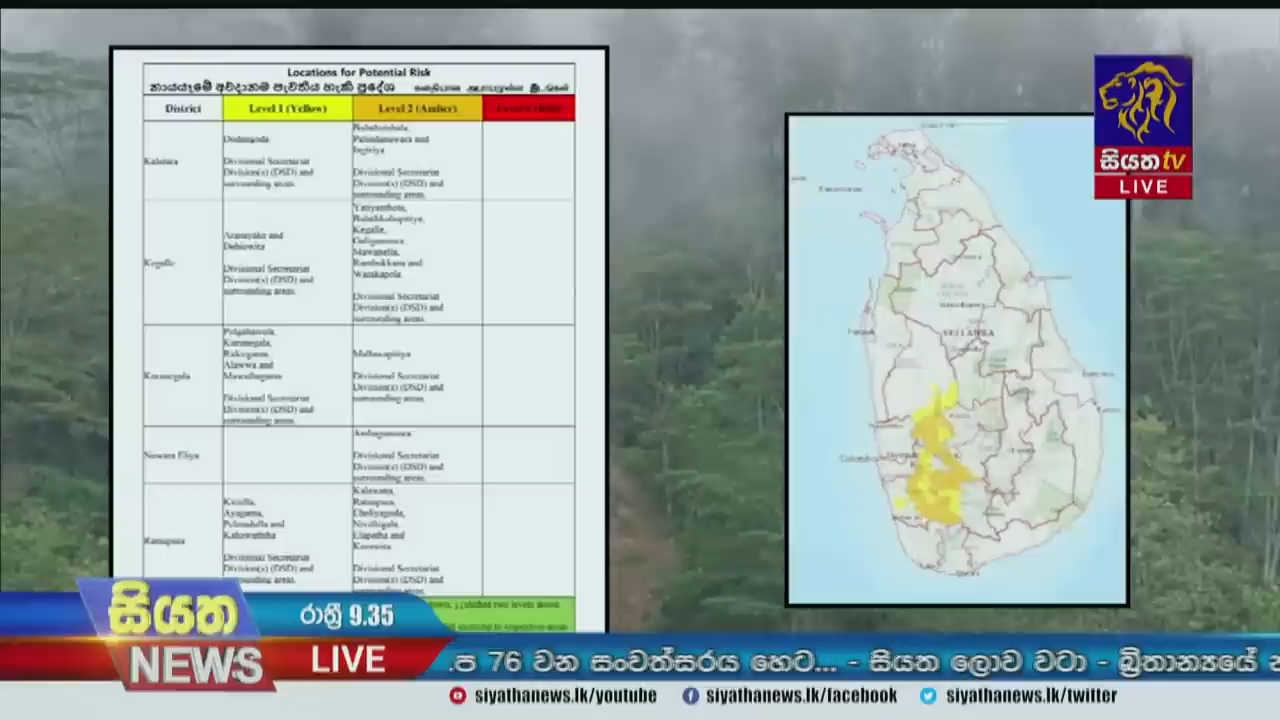 Locations for Potential Risk
නායයෑමේ අවදානම පැවතිය හැකි ප්‍රදේශ
District Level 1 (Yellow) Level 2 (Amber)
Kalutara
Dodangoda
Divisional Secretariat
Division(s) (DSD) and
surrounding areas.
Bulathsinhala,
Palindanuwara and
Ingiriya
Divisional Secretariat
Division(s) (DSD) and
surrounding areas.
Kegalle
Aranayake and
Dehiowita
Divisional Secretariat
Division(s) (DSD) and
surrounding areas.
Yatiyanthota,
Bulathkohupitiya,
Kegalle,
Galigamuwa,
Mawanella,
Rambukkana and
Warakapola
Divisional Secretariat
Division(s) (DSD) and
surrounding areas.
Kurunegala
Polgahawela,
Kurunegala,
Rideegama,
Alawwa and
Mawathagama
Divisional Secretariat
Division(s) (DSD) and
surrounding areas.
Mallawapitiya
Divisional Secretariat
Division(s) (DSD) and
surrounding areas.
Nuwara Eliya
Ambagamuwa
Divisional Secretariat
Division(s) (DSD) and
surrounding areas.
Ratnapura
Kiriella,
Ayagama,
Pelmadulla and
Kahawaththa
Divisional Secretariat
Division(s) (DSD) and
Kalawana,
Ratnapura,
Eheliyagoda,
Nivithigala,
Elapatha and
Kuruwita
Divisional Secretariat
Division(s) (DSD) and
SRI LANKA
සියත tv
LIVE
සියත
NEWS
රාත්‍රී 9.35
LIVE
.ප 76 වන සංවත්සරය හෙට... - සියත ලොව වටා - බ්‍රිතාන්‍යයේ
siyathanews.lk/youtube siyathanews.lk/facebook siyathanews.lk/twitter